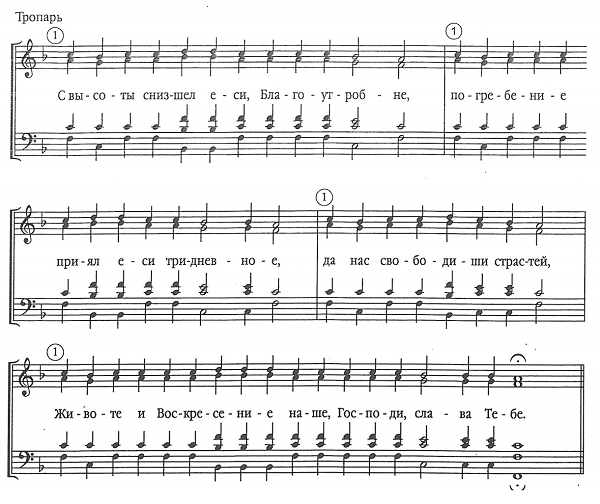 Тропарь
1 1
С вы - со - ты сниз - шел е - си, Бла - го - ут - роб - не, по - гре - бе - ни - е
1
при - ял е - си три - днев - но - е, да нас сво - бо - ди - ши страс - тей,
1
Жи - во - те и Вос - кре - се - ни - е на - ше, Гос - по - ди, сла - ва Те - бе.